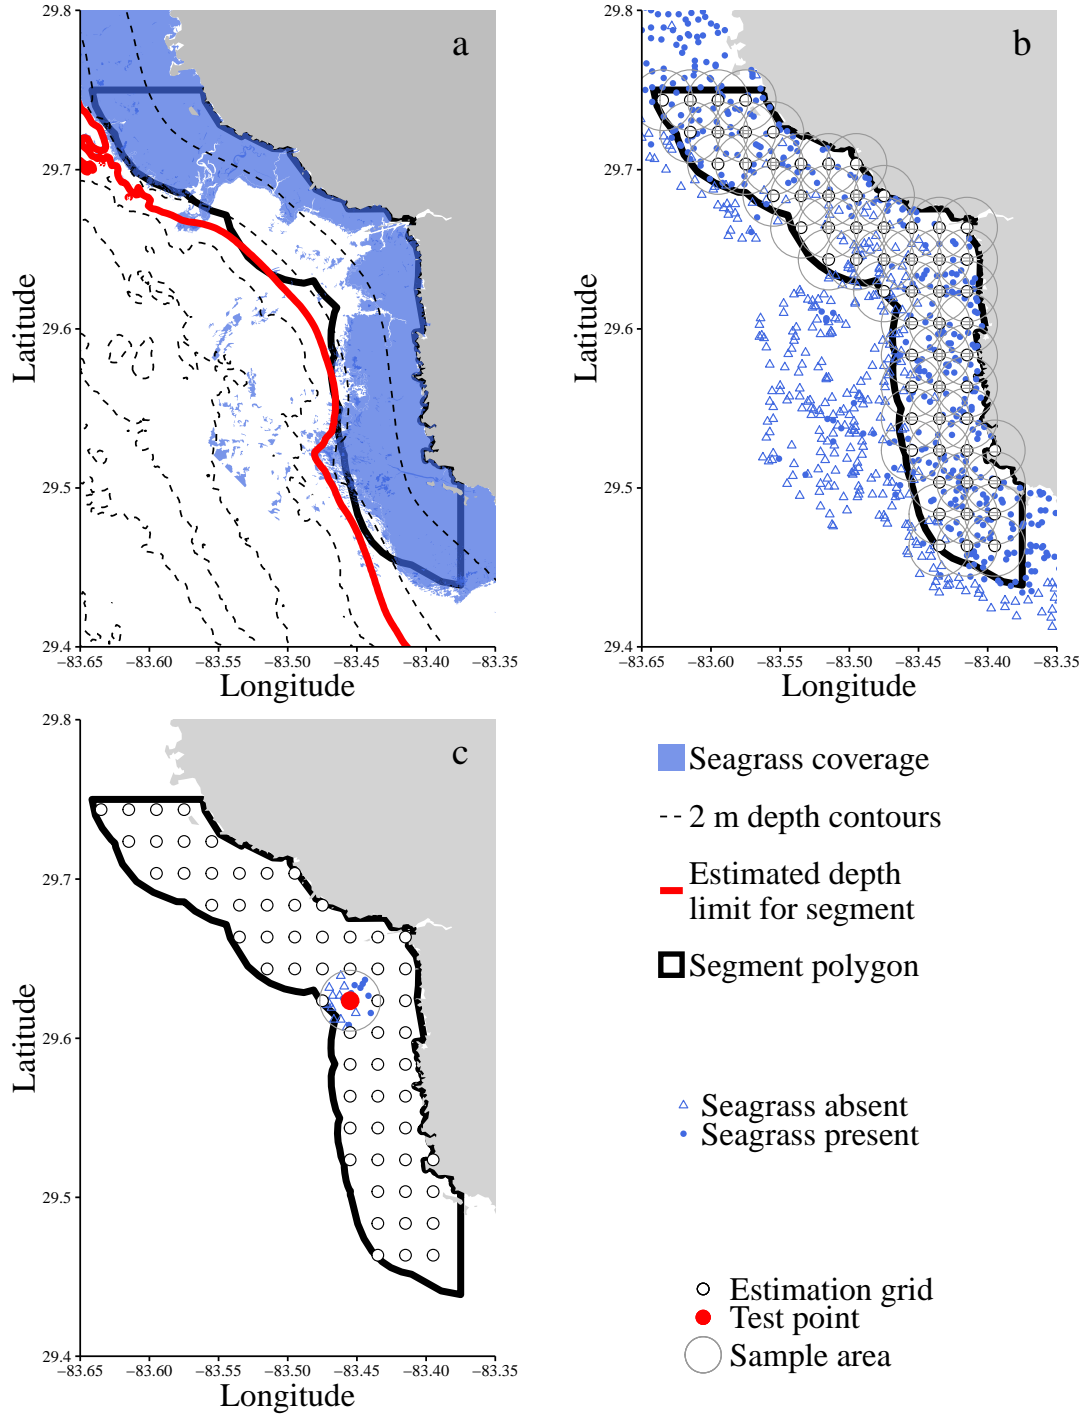 29.8
29.7
29.6
29.5
29.4
Latitude
a
−83.65
−83.60
−83.55
−83.50
−83.45
−83.40
−83.35
Longitude
29.8
29.7
29.6
29.5
29.4
Latitude
b
−83.65
−83.60
−83.55
−83.50
−83.45
−83.40
−83.35
Longitude
29.8
29.7
29.6
29.5
29.4
Latitude
c
−83.65
−83.60
−83.55
−83.50
−83.45
−83.40
−83.35
Longitude
Seagrass coverage
2 m depth contours
Estimated depth
limit for segment
Segment polygon
Seagrass absent
Seagrass present
Estimation grid
Test point
Sample area